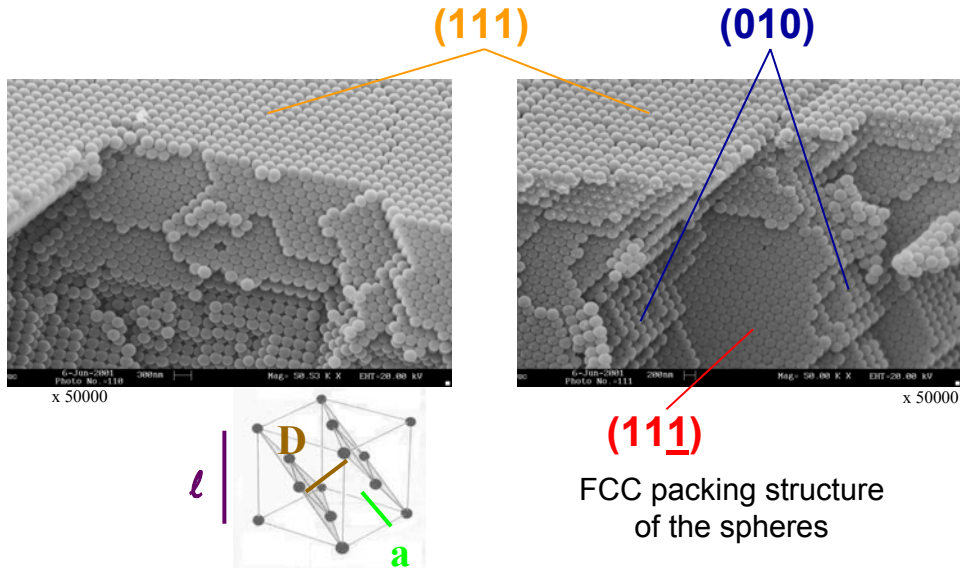 (111)
(010)
6-Jun-2001 300nm Mag= 50.53 K X EHT=20.00 kV
Photo No.=110
6-Jun-2001 200nm Mag= 50.00 K X EHT=20.00 kV
Photo No.=111
x 50000
x 50000
D
ℓ
a
(111̲)
FCC packing structure
of the spheres